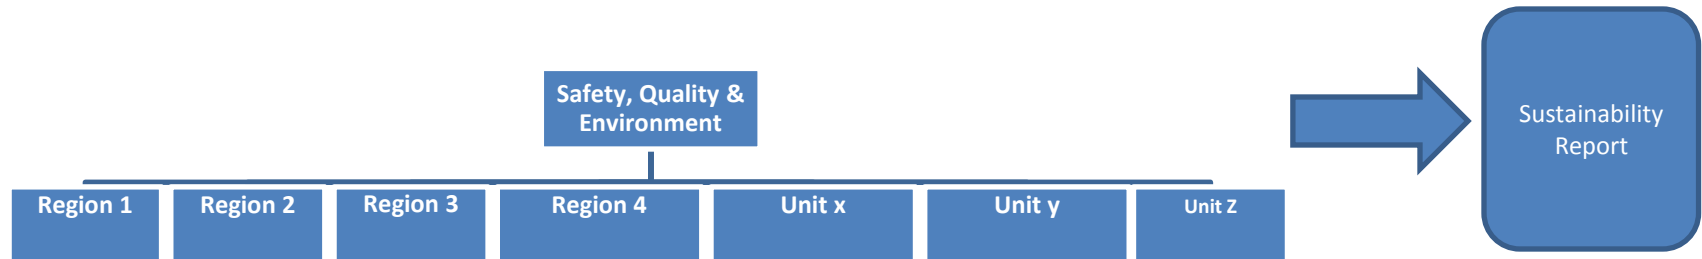 Safety, Quality &
Environment
Sustainability
Report
Region 1
Region 2
Region 3
Region 4
Unit x
Unit y
Unit Z